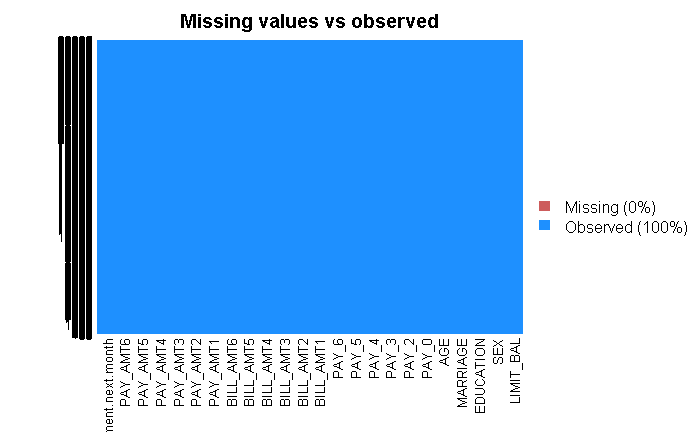 Missing values vs observed
Missing (0%)
Observed (100%)
ment.next.month
PAY_AMT6
PAY_AMT5
PAY_AMT4
PAY_AMT3
PAY_AMT2
PAY_AMT1
BILL_AMT6
BILL_AMT5
BILL_AMT4
BILL_AMT3
BILL_AMT2
BILL_AMT1
PAY_6
PAY_5
PAY_4
PAY_3
PAY_2
PAY_0
AGE
MARRIAGE
EDUCATION
SEX
LIMIT_BAL